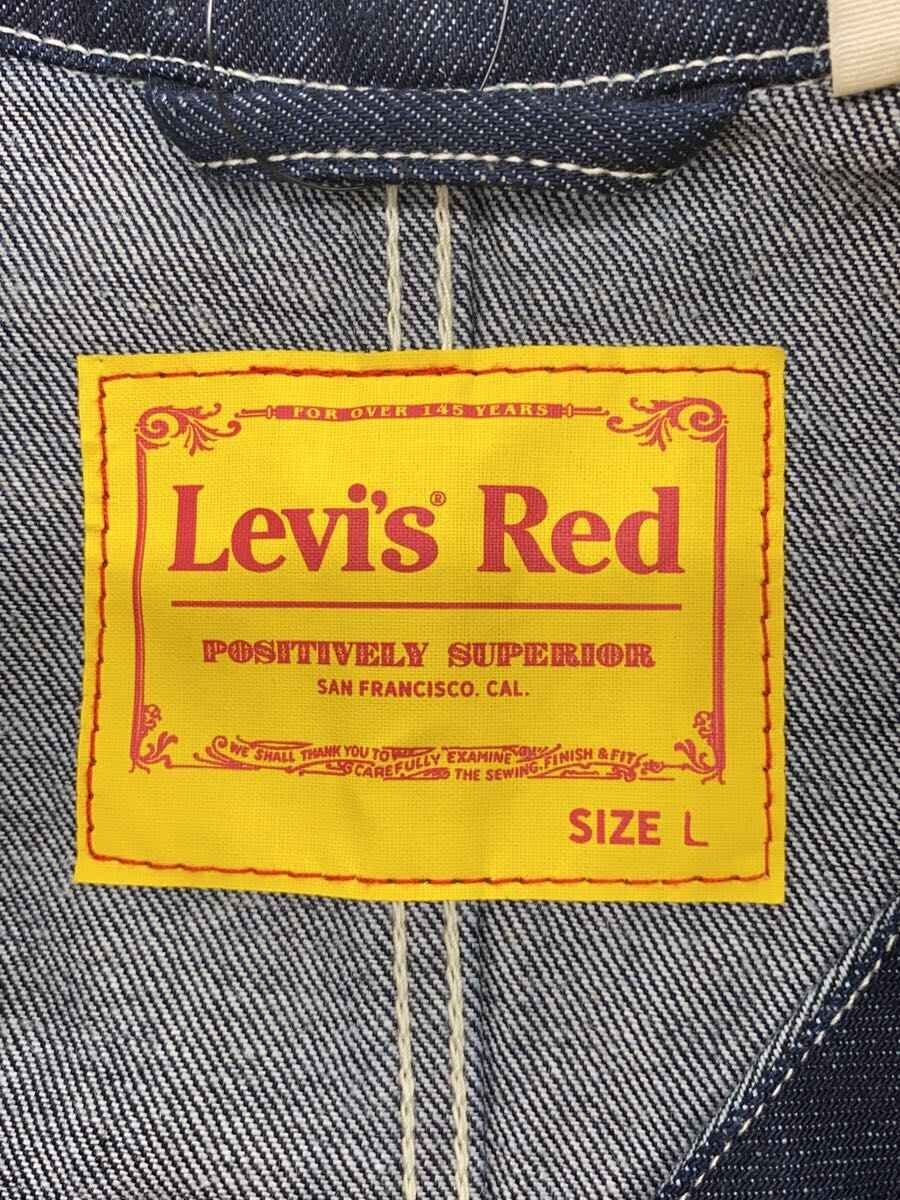 FOR OVER 145 YEARS
Levi's® Red
POSITIVELY SUPERIOR
SAN FRANCISCO. CAL.
WE SHALL THANK YOU TO CAREFULLY EXAMINE THE SEWING, FINISH & FIT
SIZE L